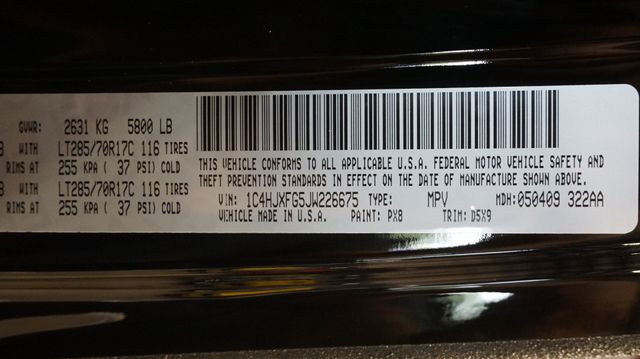 GVWR: 2631 KG 5800 LB
B WITH LT285/70R17C 116 TIRES
RIMS AT 255 KPA ( 37 PSI) COLD
B WITH LT285/70R17C 116 TIRES
RIMS AT 255 KPA ( 37 PSI) COLD
THIS VEHICLE CONFORMS TO ALL APPLICABLE U.S.A. FEDERAL MOTOR VEHICLE SAFETY AND
THEFT PREVENTION STANDARDS IN EFFECT ON THE DATE OF MANUFACTURE SHOWN ABOVE.
VIN: 1C4HJXFG5JW226675 TYPE: MPV MDH: 050409 322AA
VEHICLE MADE IN U.S.A. PAINT: PX8 TRIM: D5X9